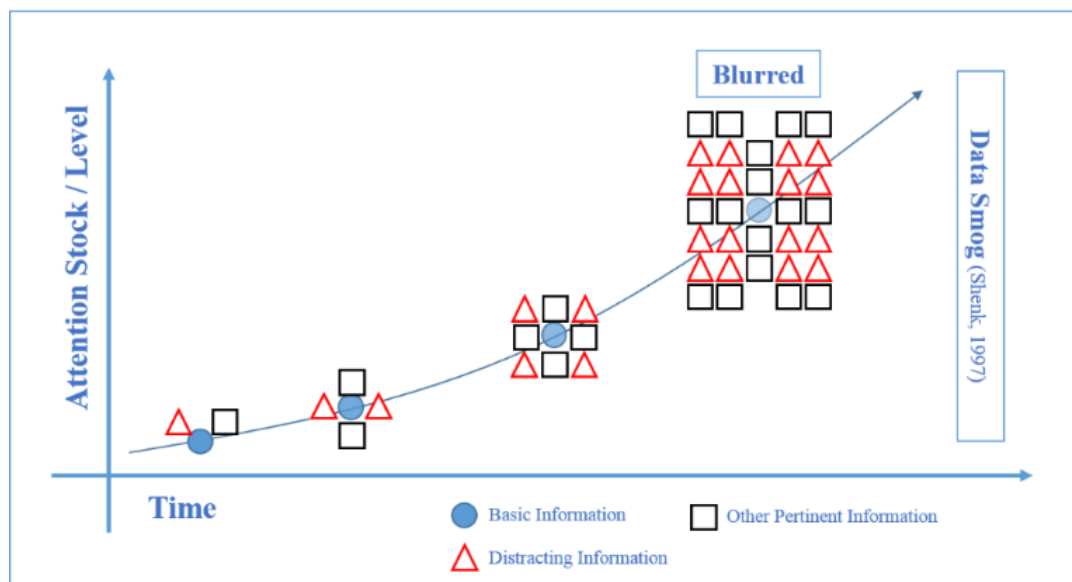 Blurred
Attention Stock / Level
Data Smog (Shenk, 1997)
Time
Basic Information
Other Pertinent Information
Distracting Information